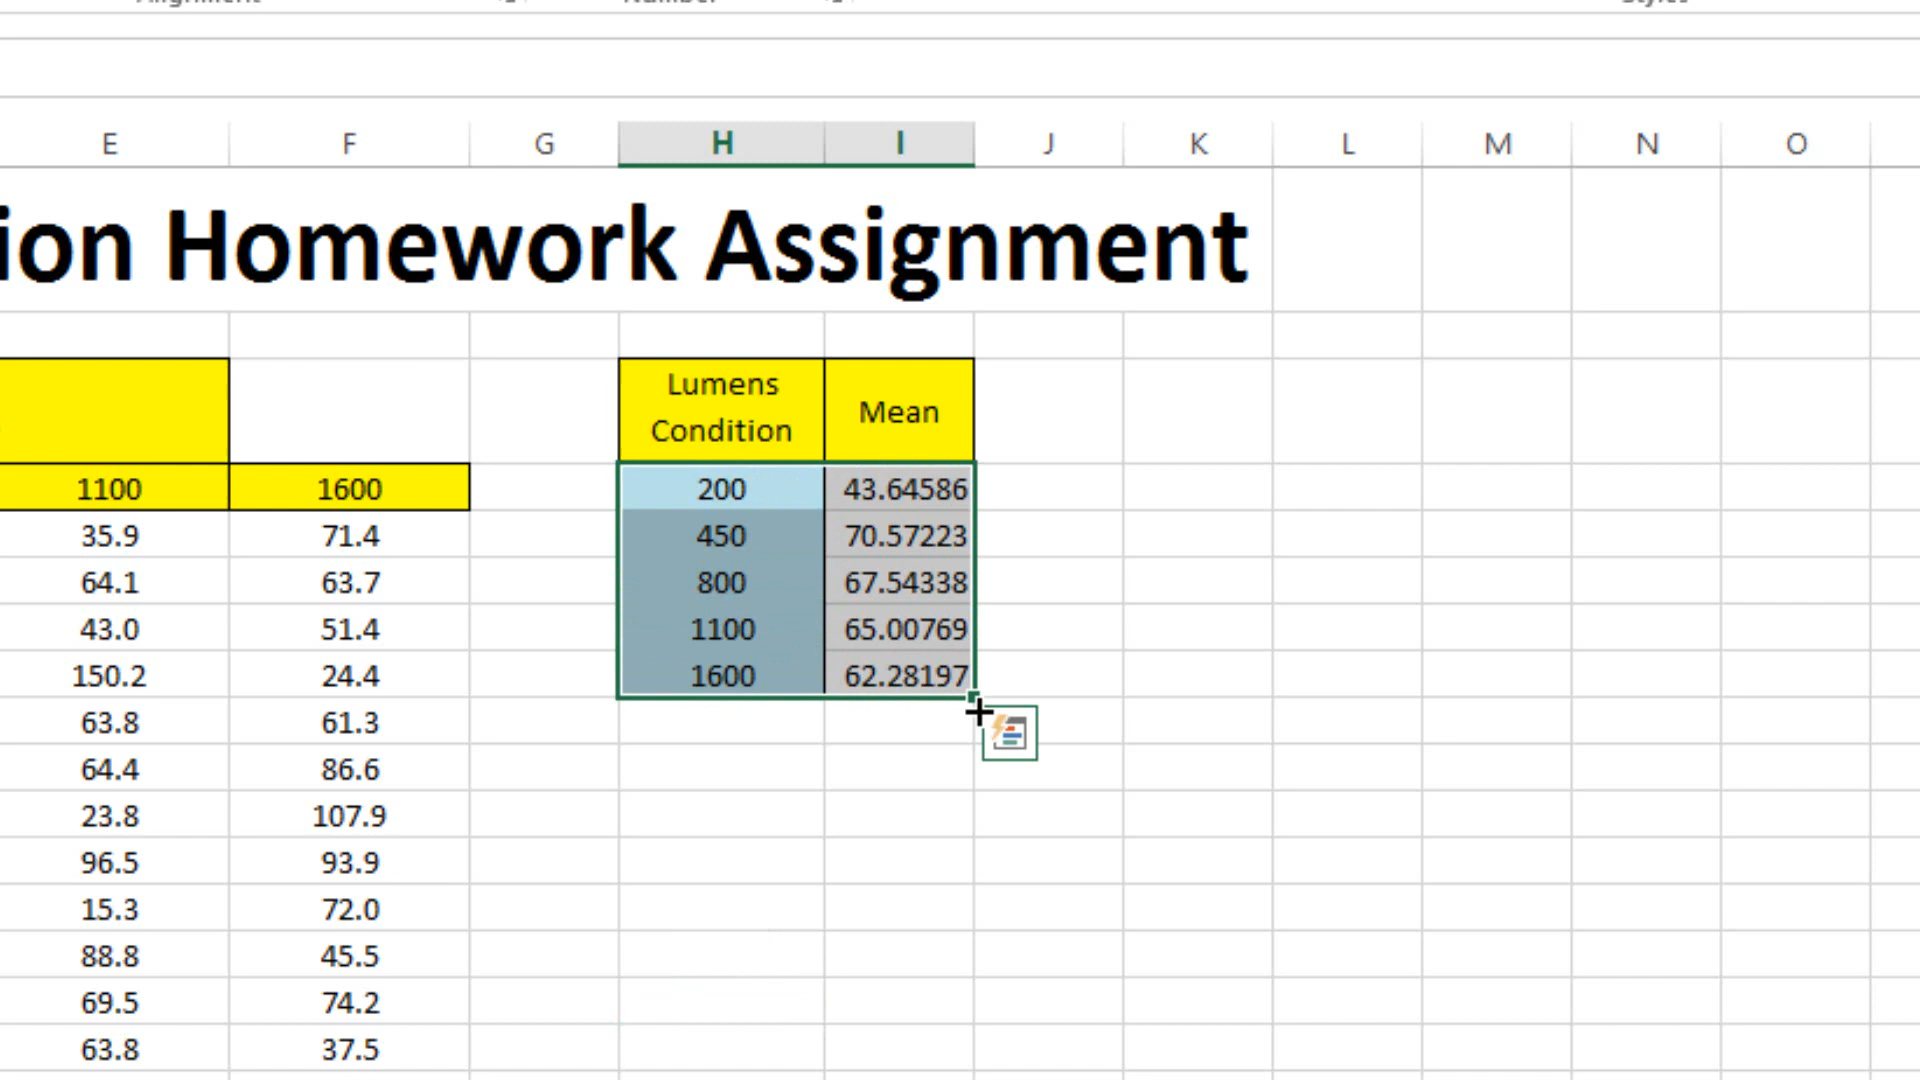 Alignment Number Styles
E F G H I J K L M N O
ion Homework Assignment
Lumens
Condition Mean
1100 1600 200 43.64586
35.9 71.4 450 70.57223
64.1 63.7 800 67.54338
43.0 51.4 1100 65.00769
150.2 24.4 1600 62.28197
63.8 61.3
64.4 86.6
23.8 107.9
96.5 93.9
15.3 72.0
88.8 45.5
69.5 74.2
63.8 37.5